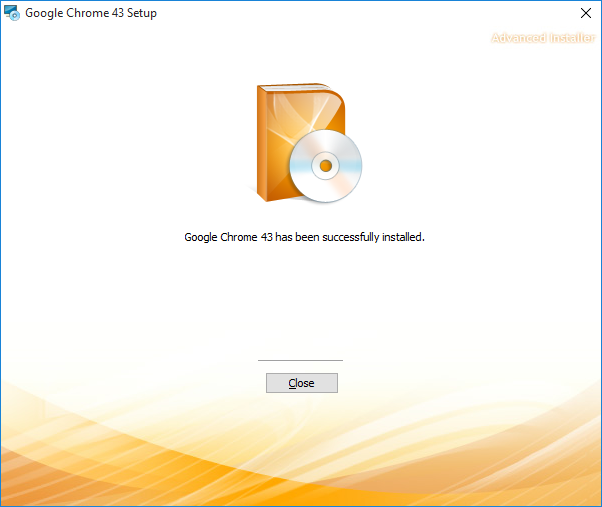 Google Chrome 43 Setup
Advanced Installer
Google Chrome 43 has been successfully installed.
Close